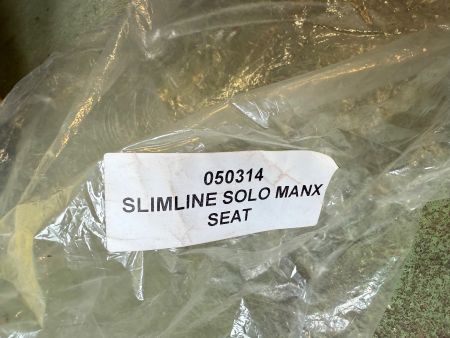 050314
SLIMLINE SOLO MANX
SEAT